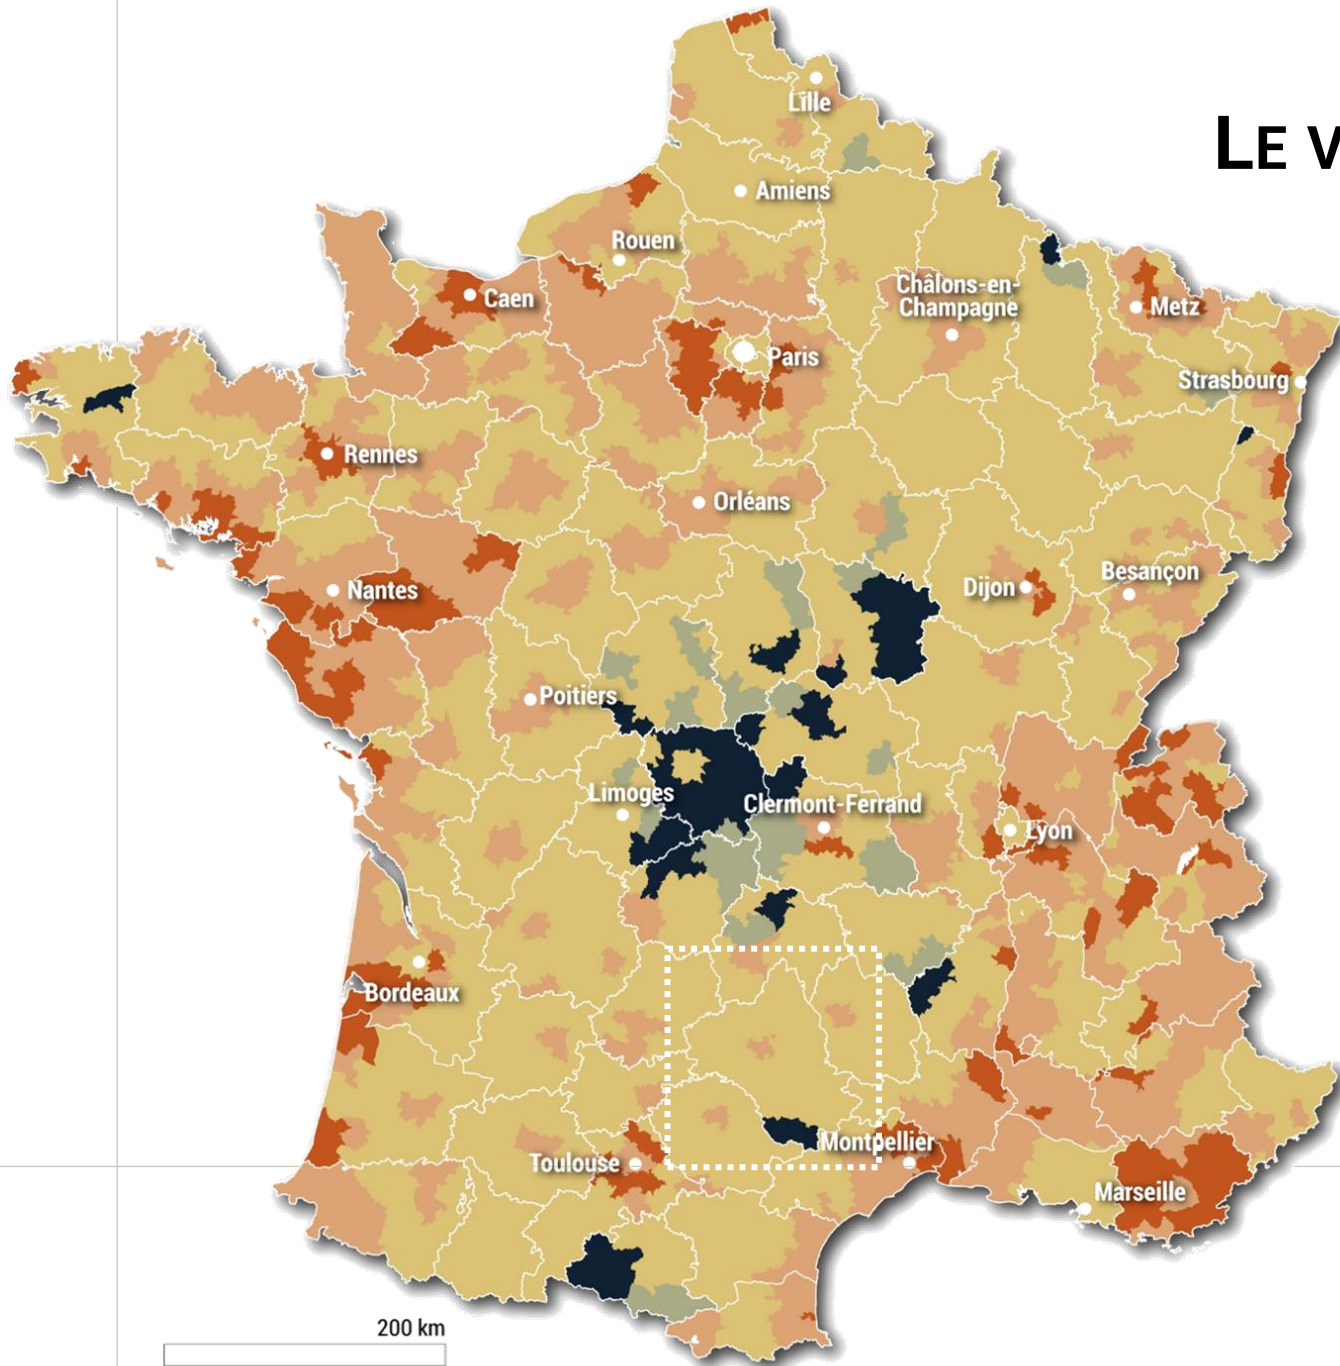 LE V
Lille
Amiens
Rouen
Caen
Châlons-en-
Champagne
Metz
Paris
Strasbourg
Rennes
Orléans
Nantes
Dijon
Besançon
Poitiers
Limoges
Clermont-Ferrand
Lyon
Bordeaux
Montpellier
Toulouse
Marseille
200 km